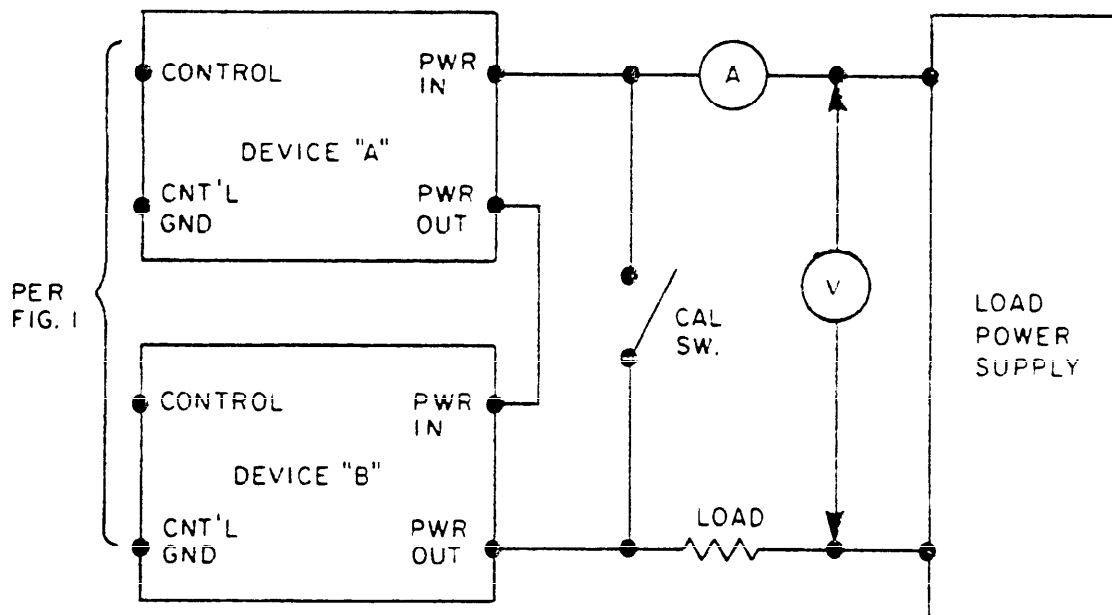 CONTROL
PWR
IN
DEVICE "A"
CNT'L
GND
PWR
OUT
A
PER
FIG. 1
CAL
SW.
V
LOAD
POWER
SUPPLY
CONTROL
PWR
IN
DEVICE "B"
CNT'L
GND
PWR
OUT
LOAD